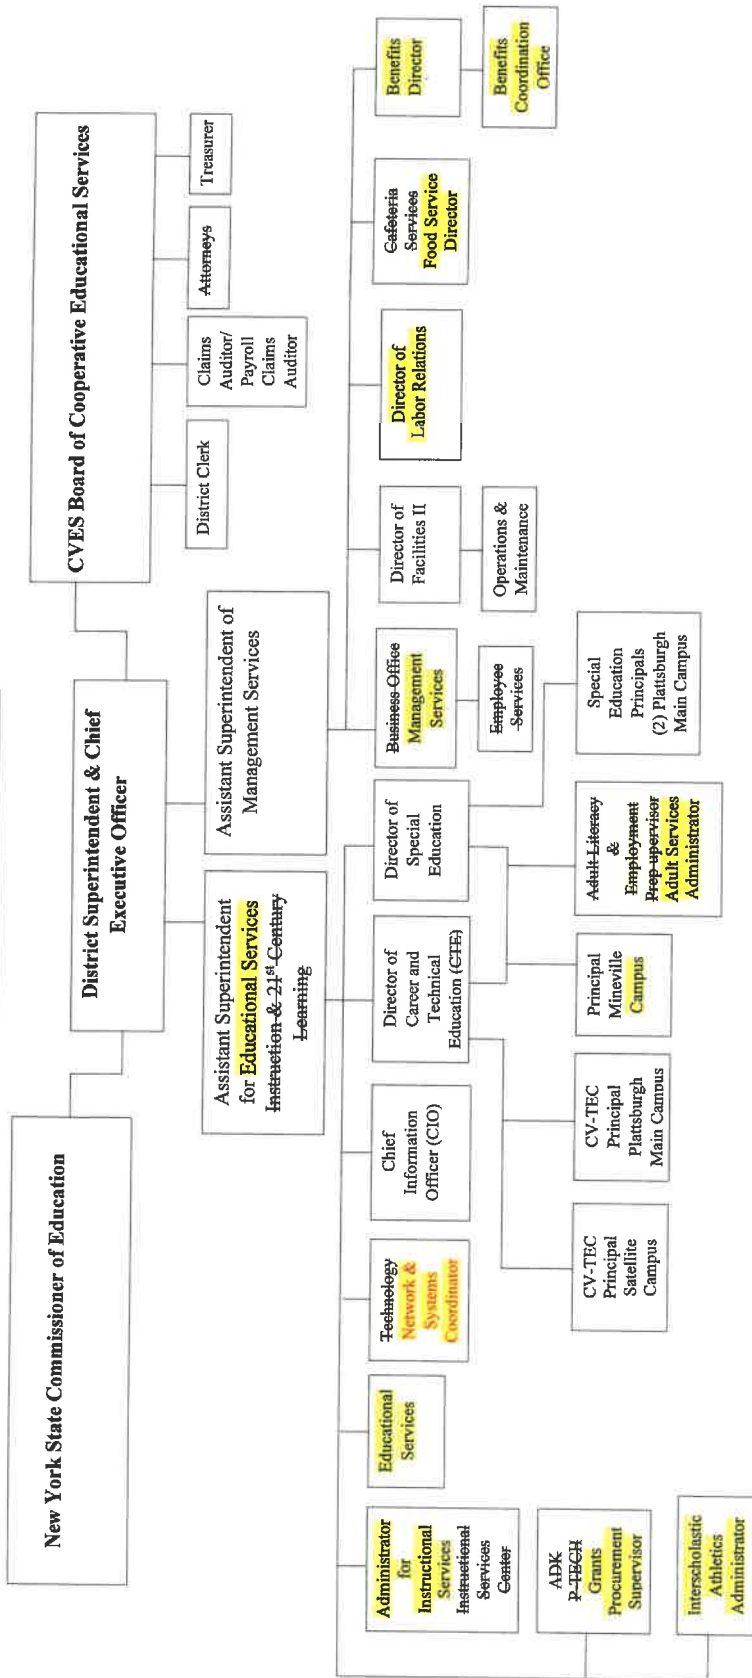 New York State Commissioner of Education
District Superintendent & Chief
Executive Officer
CVES Board of Cooperative Educational Services
District Clerk
Claims
Auditor/
Payroll
Claims
Auditor
Attorneys
Treasurer
Assistant Superintendent
for Educational Services
Instruction & 21st Century
Learning
Assistant Superintendent of
Management Services
Administrator
for
Instructional
Services
Instructional
Services
Center
Educational
Services
Technology
Network &
Systems
Coordinator
Chief
Information
Officer (CIO)
Director of
Career and
Technical
Education (CTE)
Director of
Special
Education
Business Office
Management
Services
Director of
Facilities II
Director of
Labor Relations
Cafeteria
Services
Food Service
Director
Benefits
Director
Employee
Services
Operations &
Maintenance
Benefits
Coordination
Office
ADK
P-TECH
Grants
Procurement
Supervisor
CV-TEC
Principal
Satellite
Campus
CV-TEC
Principal
Plattsburgh
Main Campus
Principal
Mineville
Campus
Adult Literacy
&
Employment
Prep upervisor
Adult Services
Administrator
Special
Education
Principals
(2) Plattsburgh
Main Campus
Interscholastic
Athletics
Administrator